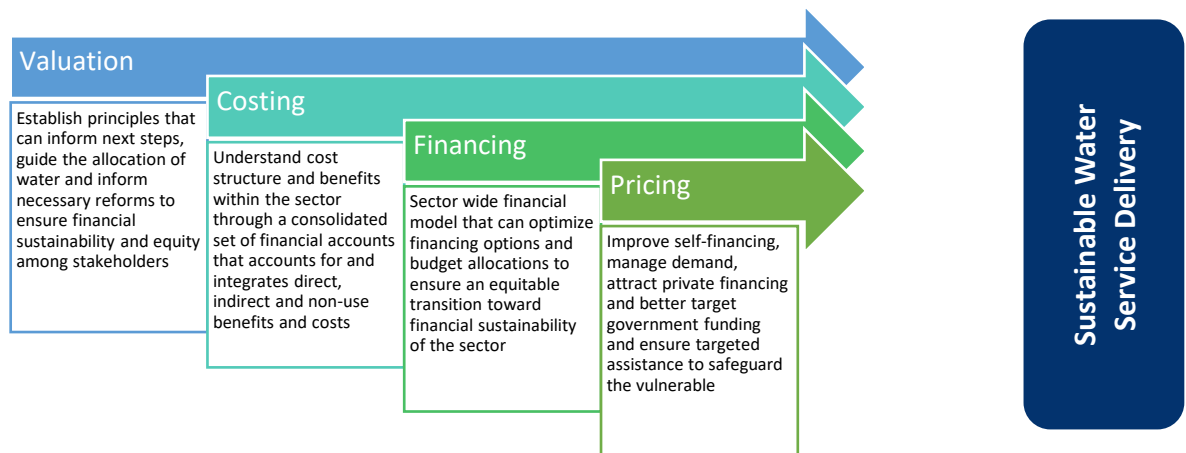 Valuation
Establish principles that
can inform next steps,
guide the allocation of
water and inform
necessary reforms to
ensure financial
sustainability and equity
among stakeholders
Costing
Understand cost
structure and benefits
within the sector
through a consolidated
set of financial accounts
that accounts for and
integrates direct,
indirect and non-use
benefits and costs
Financing
Sector wide financial
model that can optimize
financing options and
budget allocations to
ensure an equitable
transition toward
financial sustainability
of the sector
Pricing
Improve self-financing,
manage demand,
attract private financing
and better target
government funding
and ensure targeted
assistance to safeguard
the vulnerable
Sustainable Water
Service Delivery